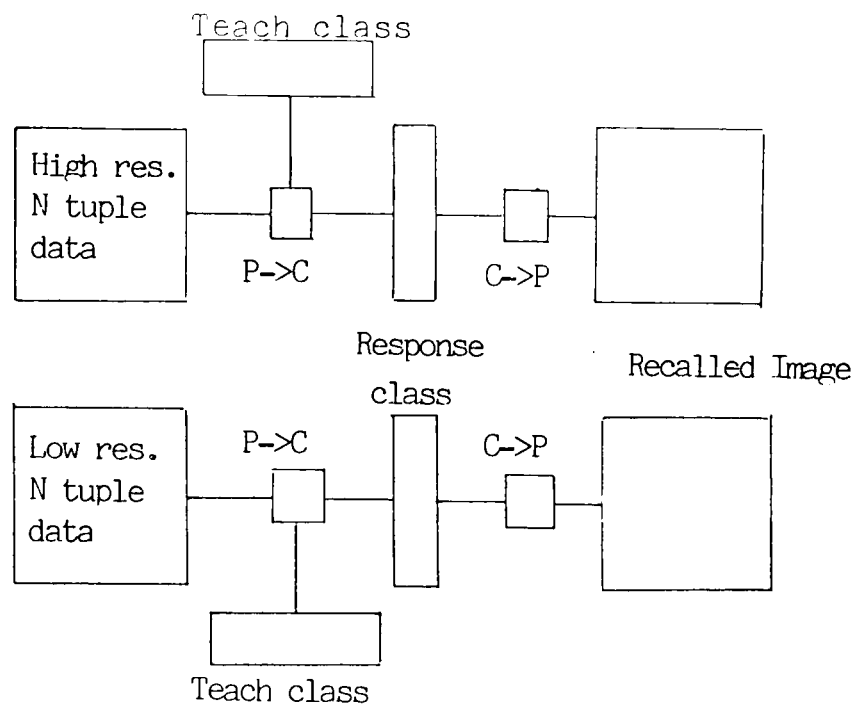 Teach class
High res.
N tuple
data
P->C
C->P
Response
class
Recalled Image
Low res.
N tuple
data
P->C
C->P
Teach class